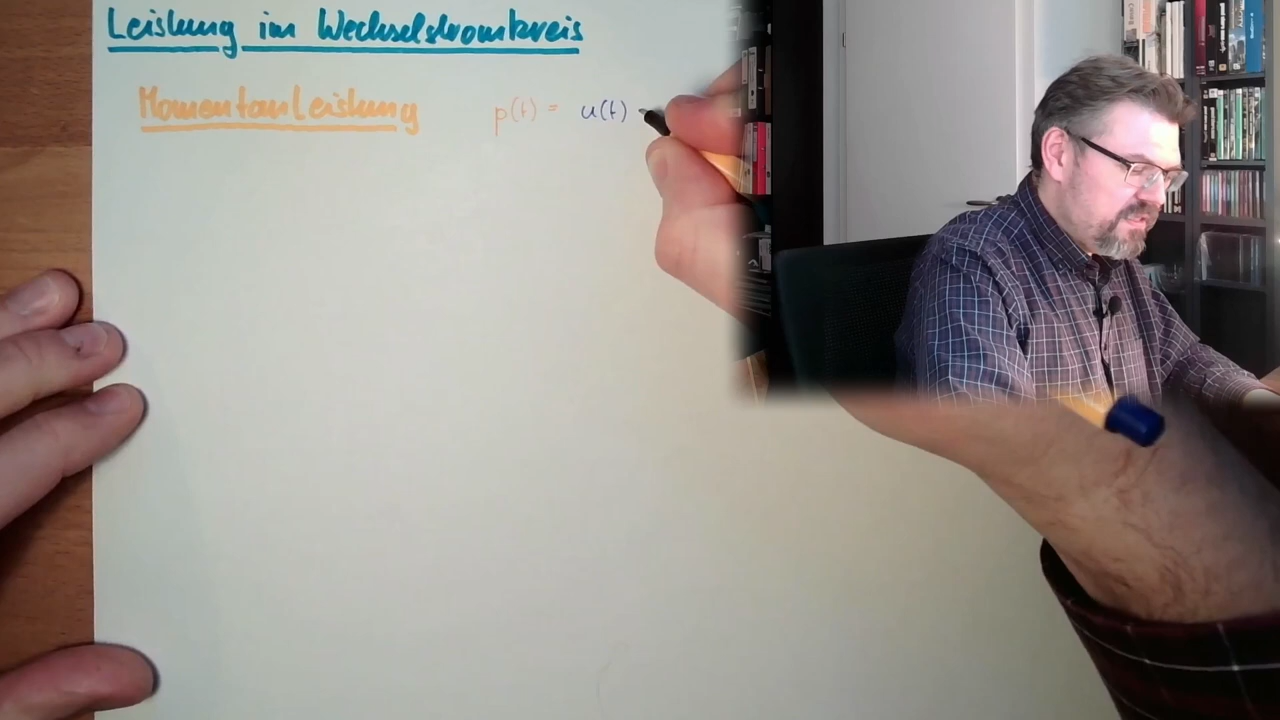 Leistung im Wechselstromkreis
Momentanleistung p(t) = u(t)